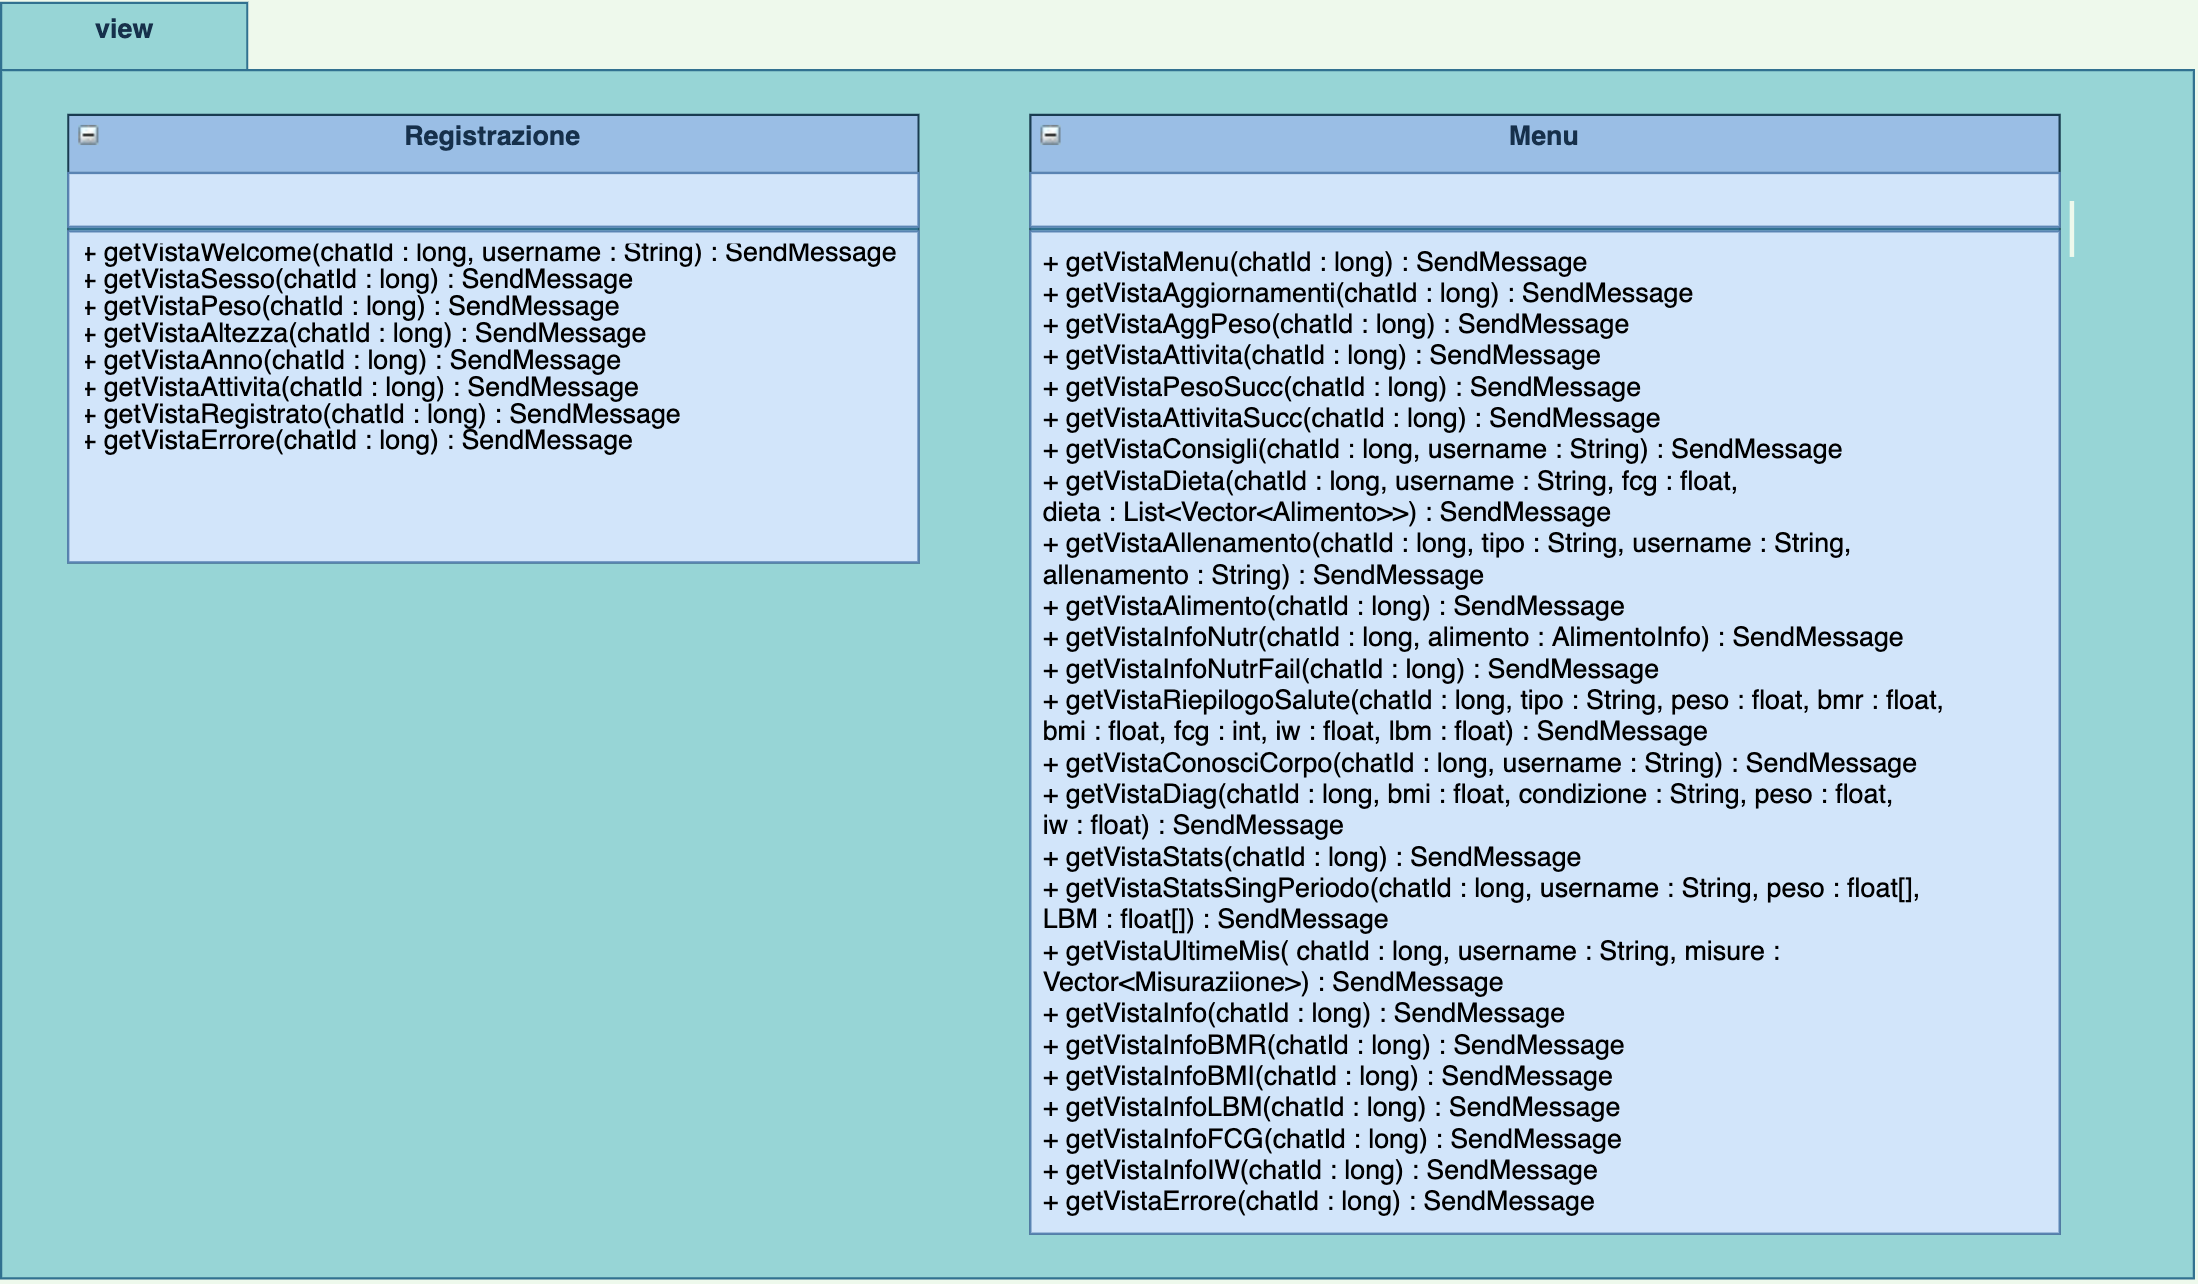 view
Registrazione
+ getVistaWelcome(chatId : long, username : String) : SendMessage
+ getVistaSesso(chatId : long) : SendMessage
+ getVistaPeso(chatId : long) : SendMessage
+ getVistaAltezza(chatId : long) : SendMessage
+ getVistaAnno(chatId : long) : SendMessage
+ getVistaAttivita(chatId : long) : SendMessage
+ getVistaRegistrato(chatId : long) : SendMessage
+ getVistaErrore(chatId : long) : SendMessage
Menu
+ getVistaMenu(chatId : long) : SendMessage
+ getVistaAggiornamenti(chatId : long) : SendMessage
+ getVistaAggPeso(chatId : long) : SendMessage
+ getVistaAttivita(chatId : long) : SendMessage
+ getVistaPesoSucc(chatId : long) : SendMessage
+ getVistaAttivitaSucc(chatId : long) : SendMessage
+ getVistaConsigli(chatId : long, username : String) : SendMessage
+ getVistaDieta(chatId : long, username : String, fcg : float,
dieta : List<Vector<Alimento>>) : SendMessage
+ getVistaAllenamento(chatId : long, tipo : String, username : String,
allenamento : String) : SendMessage
+ getVistaAlimento(chatId : long) : SendMessage
+ getVistaInfoNutr(chatId : long, alimento : AlimentoInfo) : SendMessage
+ getVistaInfoNutrFail(chatId : long) : SendMessage
+ getVistaRiepilogoSalute(chatId : long, tipo : String, peso : float, bmr : float,
bmi : float, fcg : int, iw : float, lbm : float) : SendMessage
+ getVistaConosciCorpo(chatId : long, username : String) : SendMessage
+ getVistaDiag(chatId : long, bmi : float, condizione : String, peso : float,
iw : float) : SendMessage
+ getVistaStats(chatId : long) : SendMessage
+ getVistaStatsSingPeriodo(chatId : long, username : String, peso : float[],
LBM : float[]) : SendMessage
+ getVistaUltimeMis( chatId : long, username : String, misure :
Vector<Misuraziione>) : SendMessage
+ getVistaInfo(chatId : long) : SendMessage
+ getVistaInfoBMR(chatId : long) : SendMessage
+ getVistaInfoBMI(chatId : long) : SendMessage
+ getVistaInfoLBM(chatId : long) : SendMessage
+ getVistaInfoFCG(chatId : long) : SendMessage
+ getVistaInfoIW(chatId : long) : SendMessage
+ getVistaErrore(chatId : long) : SendMessage